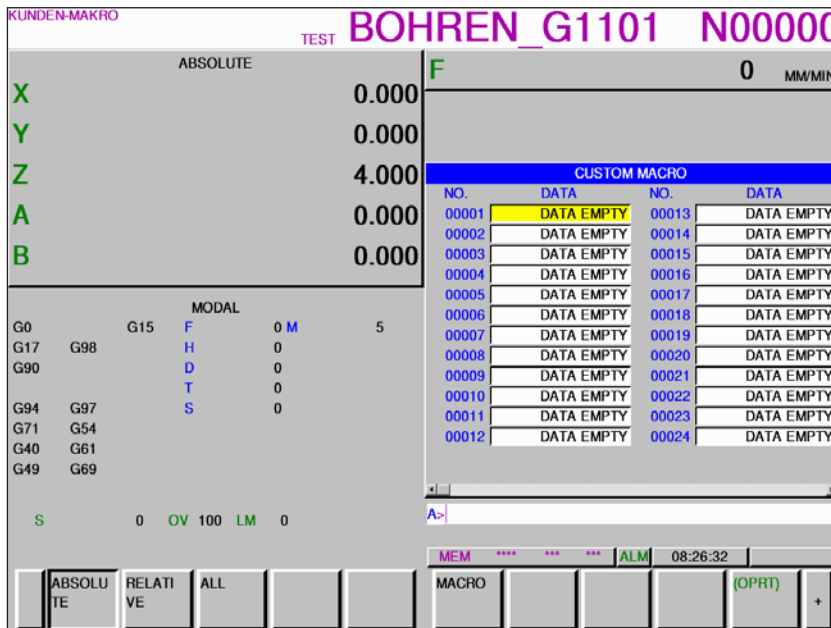 KUNDEN-MAKRO
TEST BOHREN_G1101 N00000
ABSOLUTE
X 0.000
Y 0.000
Z 4.000
A 0.000
B 0.000
F 0 MM/MIN
CUSTOM MACRO
NO. DATA NO. DATA
00001 DATA EMPTY 00013 DATA EMPTY
00002 DATA EMPTY 00014 DATA EMPTY
00003 DATA EMPTY 00015 DATA EMPTY
00004 DATA EMPTY 00016 DATA EMPTY
00005 DATA EMPTY 00017 DATA EMPTY
00006 DATA EMPTY 00018 DATA EMPTY
00007 DATA EMPTY 00019 DATA EMPTY
00008 DATA EMPTY 00020 DATA EMPTY
00009 DATA EMPTY 00021 DATA EMPTY
00010 DATA EMPTY 00022 DATA EMPTY
00011 DATA EMPTY 00023 DATA EMPTY
00012 DATA EMPTY 00024 DATA EMPTY
MODAL
G0 G15 F 0 M 5
G17 G98 H 0
G90 D 0
T 0
G94 G97 S 0
G71 G54
G40 G61
G49 G69
S 0 OV 100 LM 0
A>
MEM **** *** *** ALM 08:26:32
ABSOLU
TE
RELATI
VE
ALL
MACRO
(OPRT)
+